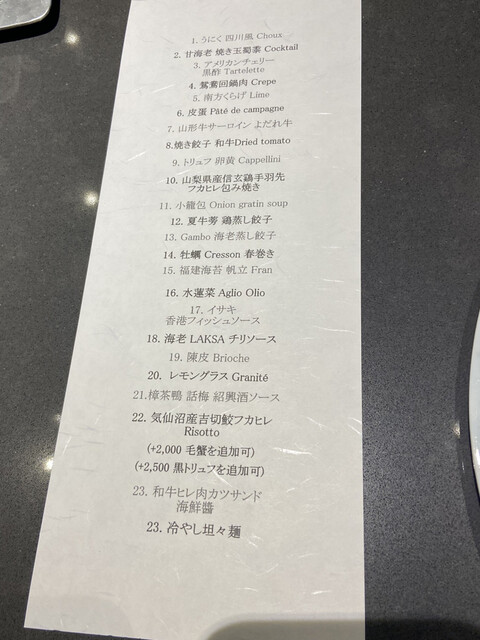 1. うにく 四川風 Choux
2. 甘海老 焼き玉蜀黍 Cocktail
3. アメリカンチェリー
黒酢 Tartelette
4. 鴛鴦回鍋肉 Crepe
5. 南方くらげ Lime
6. 皮蛋 Pâté de campagne
7. 山形牛サーロイン よだれ牛
8.焼き餃子 和牛Dried tomato
9. トリュフ 卵黄 Cappellini
10. 山梨県産信玄鶏手羽先
フカヒレ包み焼き
11. 小籠包 Onion gratin soup
12. 夏牛蒡 鶏蒸し餃子
13. Gambo 海老蒸し餃子
14. 牡蠣 Cresson 春巻き
15. 福建海苔 帆立 Fran
16. 水蓮菜 Aglio Olio
17. イサキ
香港フィッシュソース
18. 海老 LAKSA チリソース
19. 陳皮 Brioche
20. レモングラス Granité
21.樟茶鴨 話梅 紹興酒ソース
22. 気仙沼産吉切鮫フカヒレ
Risotto
(+2,000 毛蟹を追加可)
(+2,500 黒トリュフを追加可)
23. 和牛ヒレ肉カツサンド
海鮮醬
23. 冷やし坦々麺